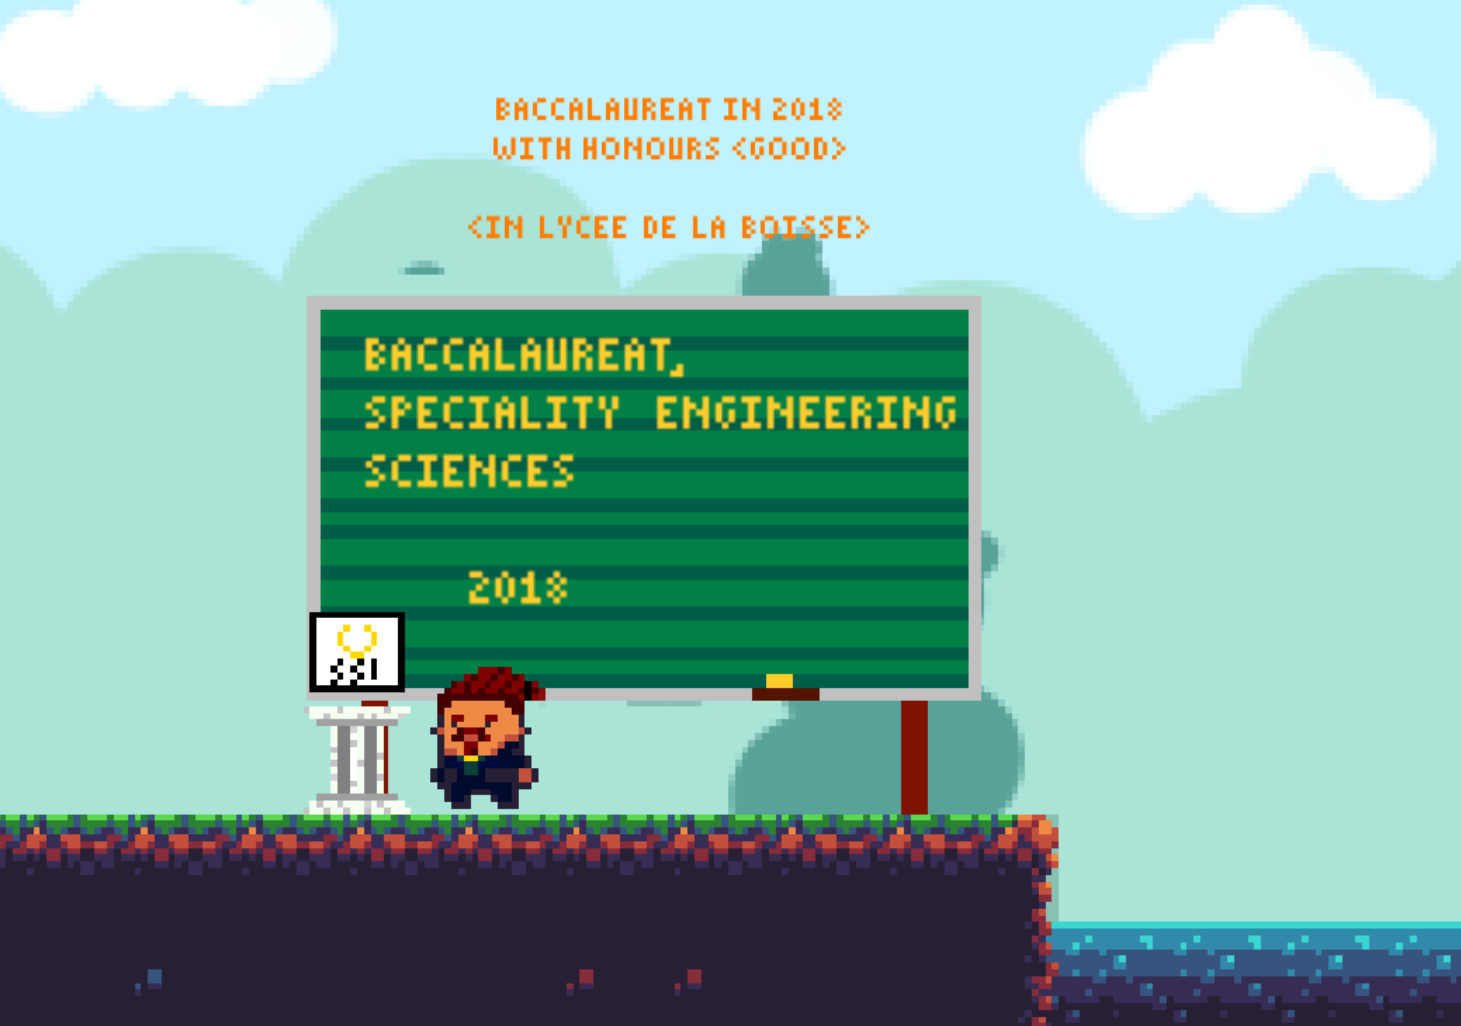 BACCALAUREAT IN 2018
WITH HONOURS <GOOD>
<IN LYCEE DE LA BOISSE>
BACCALAUREAT,
SPECIALITY ENGINEERING
SCIENCES
2018
SSI